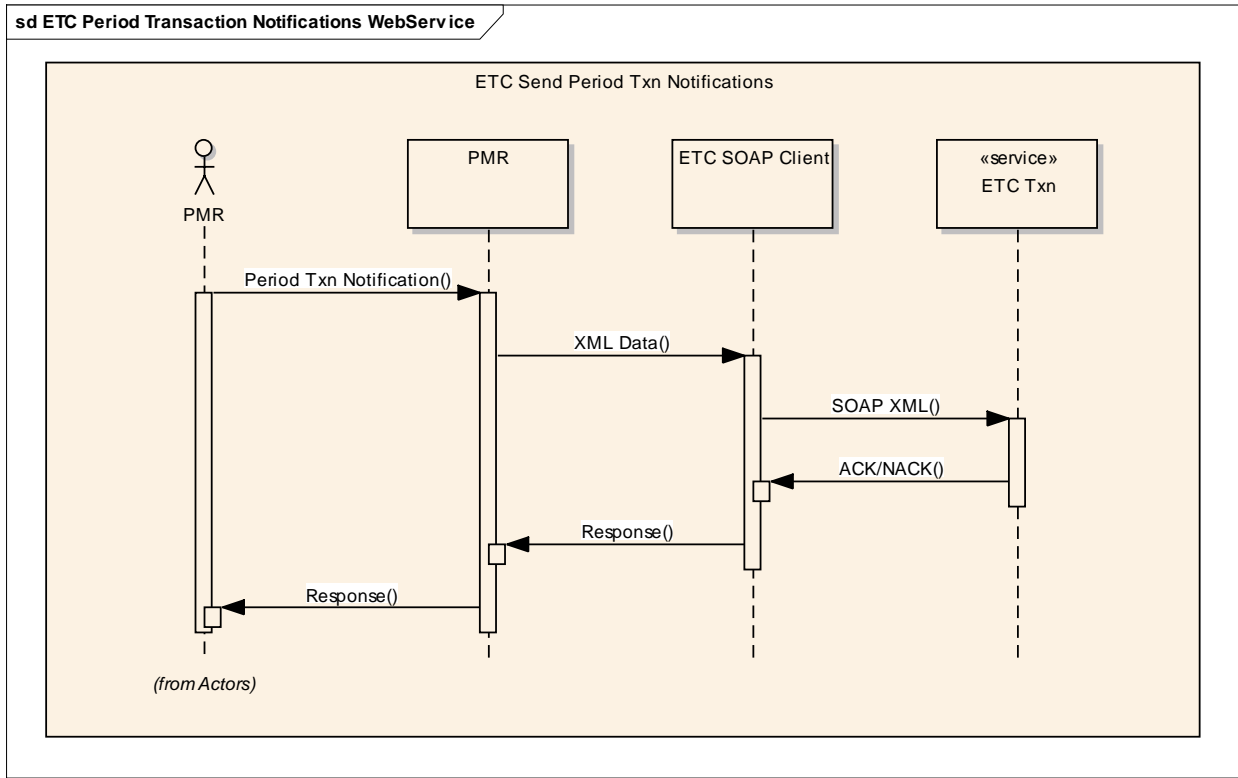 sd ETC Period Transaction Notifications WebService
ETC Send Period Txn Notifications
PMR
PMR
ETC SOAP Client
«service»
ETC Txn
Period Txn Notification()
XML Data()
SOAP XML()
ACK/NACK()
Response()
Response()
(from Actors)